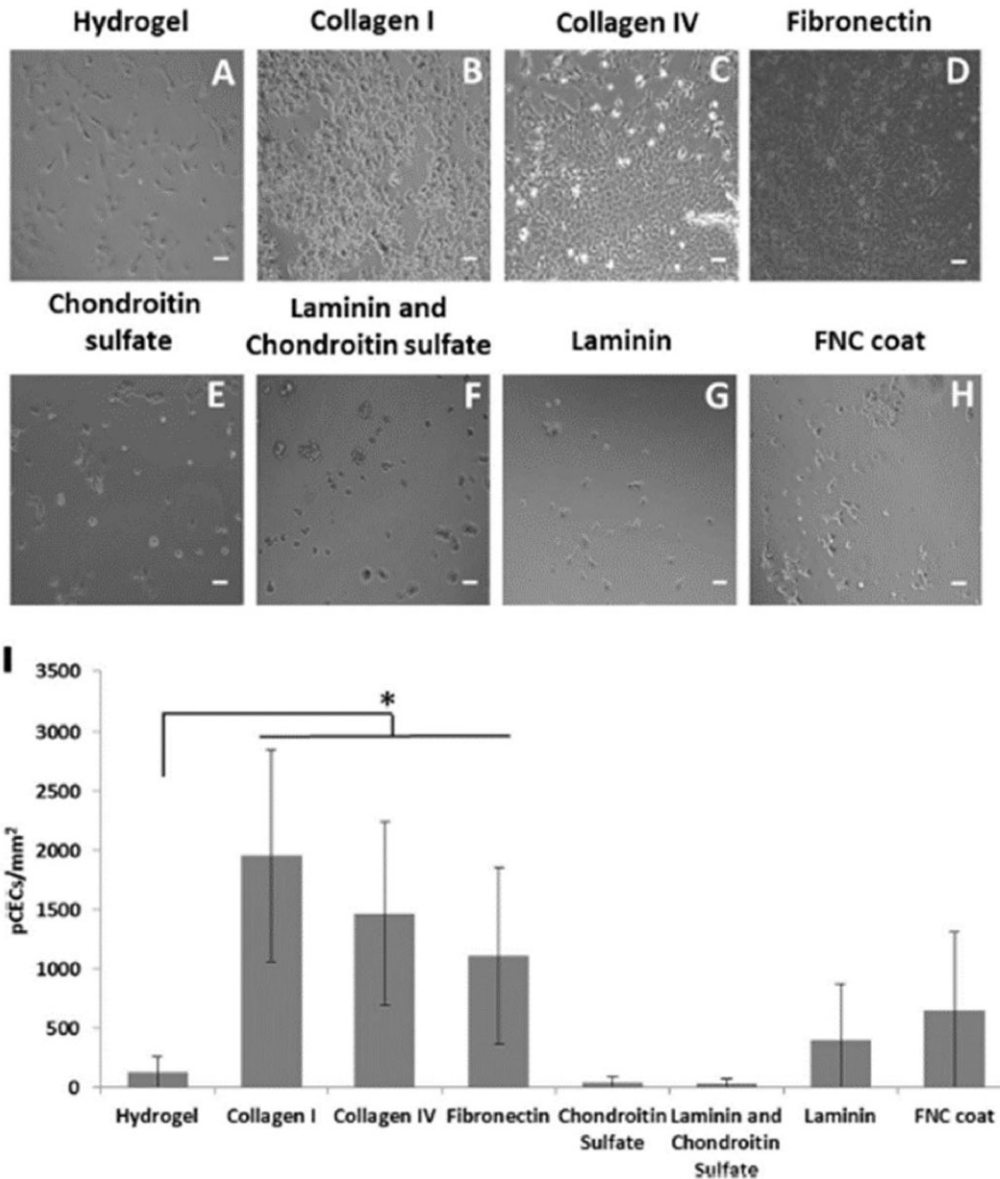 Hydrogel Collagen I Collagen IV Fibronectin
A B C D
Chondroitin sulfate
Laminin and Chondroitin sulfate
Laminin
FNC coat
E F G H
I
3500
3000
2500
2000
1500
1000
500
0
pCECs/mm²
*
Hydrogel
Collagen I
Collagen IV
Fibronectin
Chondroitin
Sulfate
Laminin and
Chondroitin
Sulfate
Laminin
FNC coat